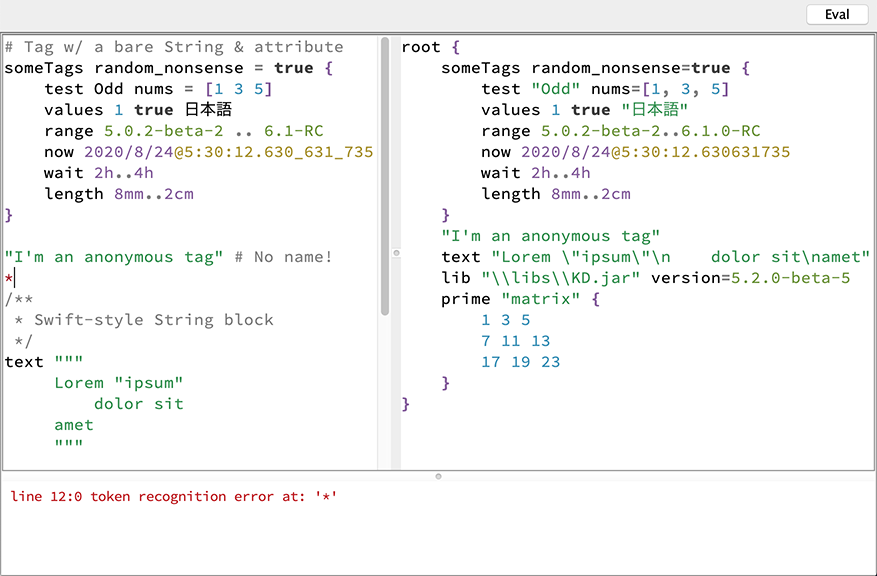 Eval
# Tag w/ a bare String & attribute
someTags random_nonsense = true {
    test Odd nums = [1 3 5]
    values 1 true 日本語
    range 5.0.2-beta-2 .. 6.1-RC
    now 2020/8/24@5:30:12.630_631_735
    wait 2h..4h
    length 8mm..2cm
}

"I'm an anonymous tag" # No name!
*
/**
 * Swift-style String block
 */
text """
     Lorem "ipsum"
         dolor sit
     amet
     """
root {
    someTags random_nonsense=true {
        test "Odd" nums=[1, 3, 5]
        values 1 true "日本語"
        range 5.0.2-beta-2..6.1.0-RC
        now 2020/8/24@5:30:12.630631735
        wait 2h..4h
        length 8mm..2cm
    }
    "I'm an anonymous tag"
    text "Lorem \"ipsum\"\n    dolor sit\namet"
    lib "\\libs\\KD.jar" version=5.2.0-beta-5
    prime "matrix" {
        1 3 5
        7 11 13
        17 19 23
    }
}
line 12:0 token recognition error at: '*'